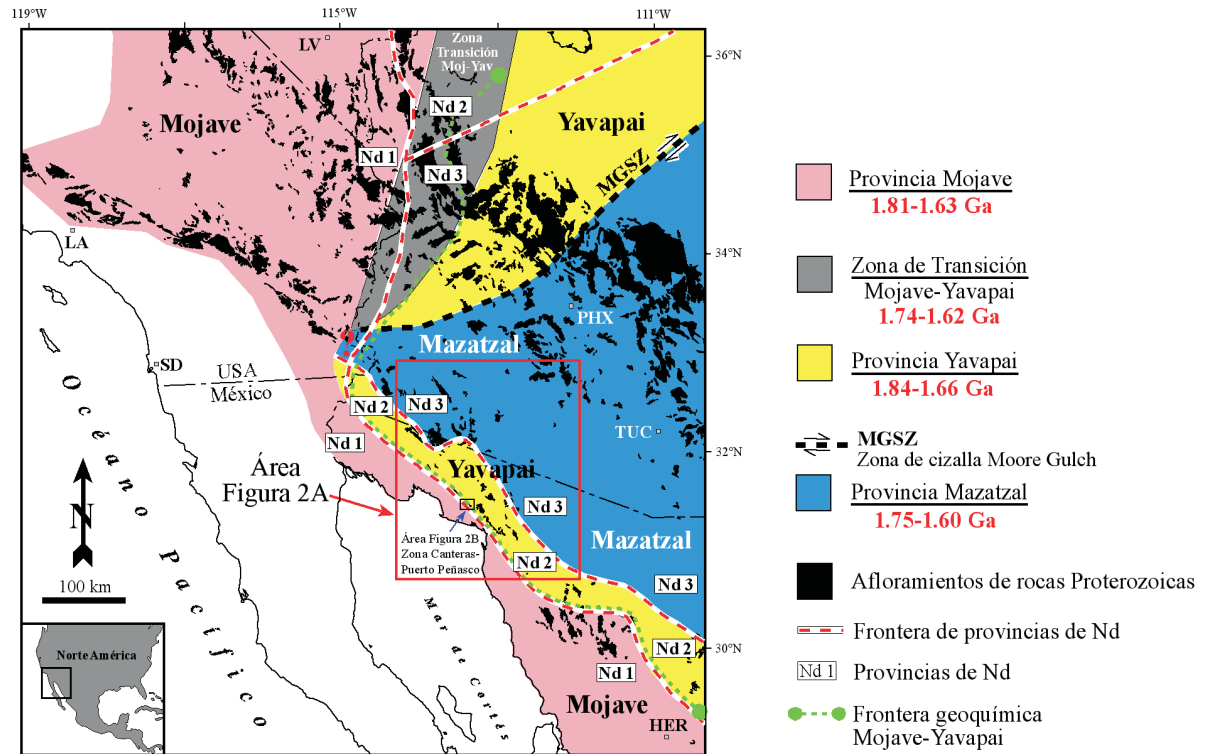 119°W
115°W
111°W
36°N
34°N
32°N
30°N
LV
Zona
Transición
Moj-Yav
Nd 2
Mojave
Yavapai
Nd 1
Nd 3
MGSZ
LA
PHX
Mazatzal
SD
USA
México
Nd 2
Nd 3
Nd 1
TUC
Área
Figura 2A
Yavapai
Nd 3
Área Figura 2B
Zona Canteras-
Puerto Peñasco
Mazatzal
Nd 2
Nd 3
N
100 km
Océano Pacífico
Mar de Cortés
Nd 1
Nd 2
Mojave
HER
Norte América
Provincia Mojave
1.81-1.63 Ga
Zona de Transición
Mojave-Yavapai
1.74-1.62 Ga
Provincia Yavapai
1.84-1.66 Ga
MGSZ
Zona de cizalla Moore Gulch
Provincia Mazatzal
1.75-1.60 Ga
Afloramientos de rocas Proterozoicas
Frontera de provincias de Nd
Nd 1 Provincias de Nd
Frontera geoquímica
Mojave-Yavapai